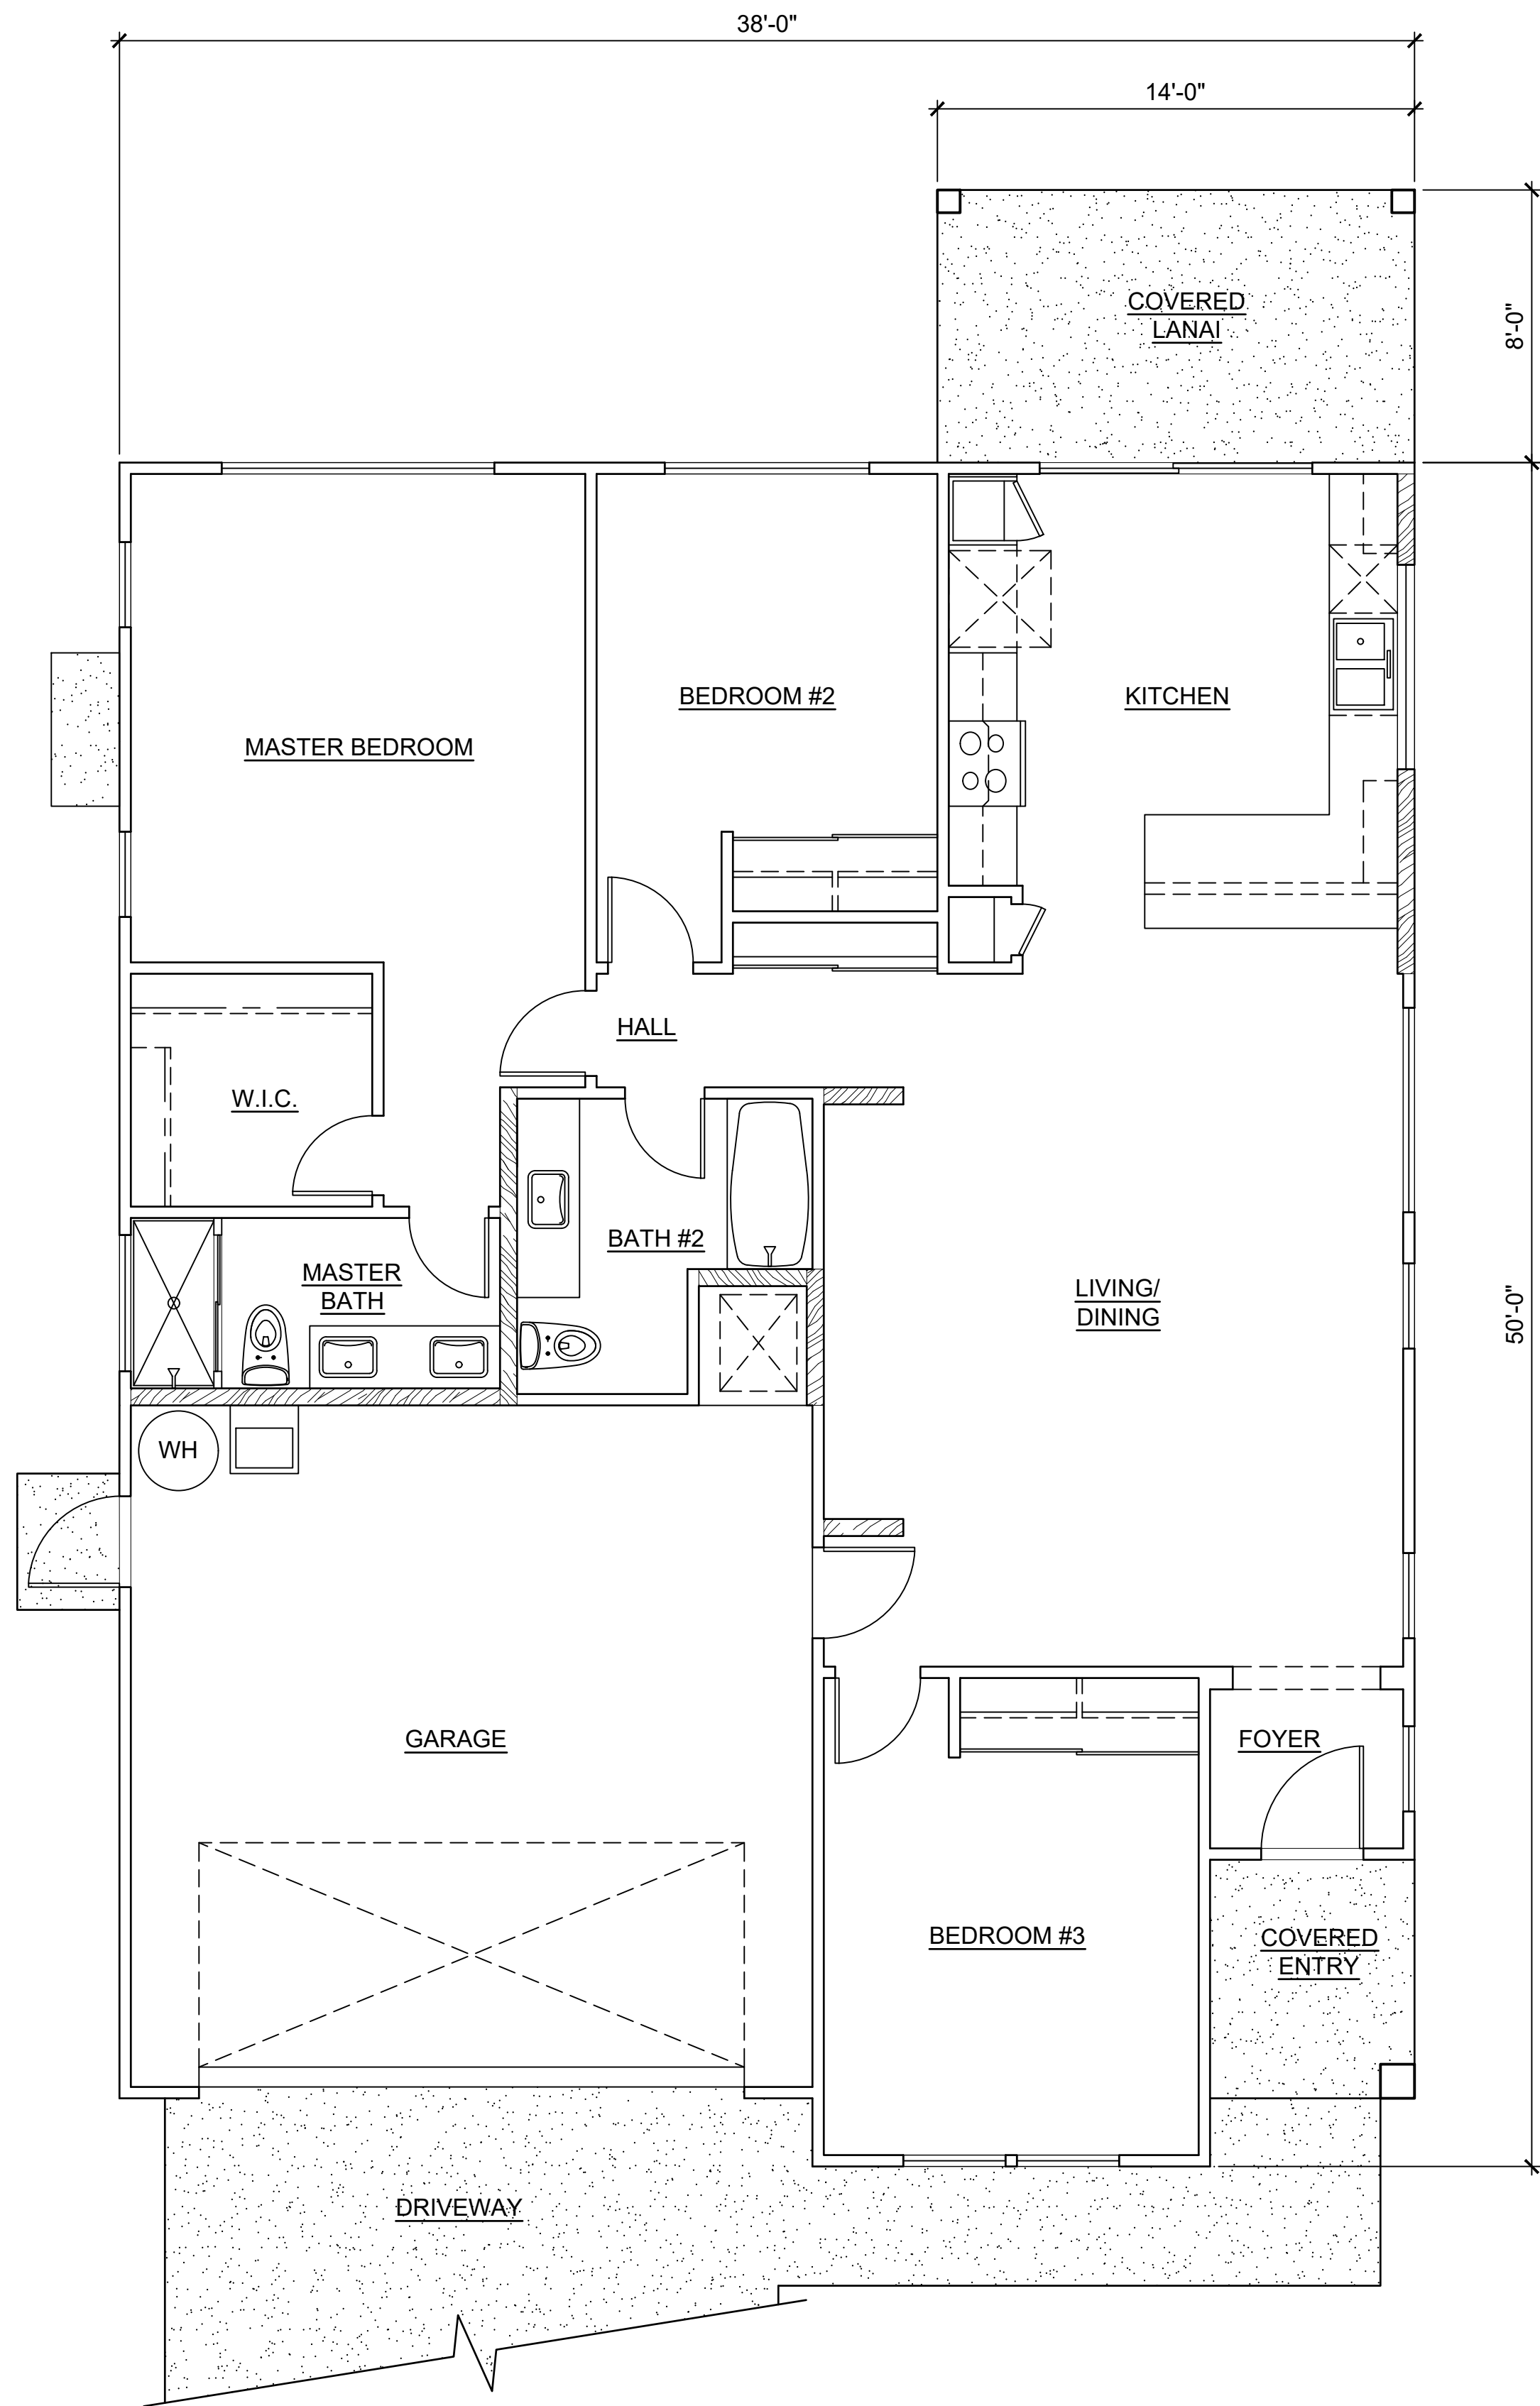 38'-0"
14'-0"
COVERED
LANAI
8'-0"
BEDROOM #2
KITCHEN
MASTER BEDROOM
HALL
W.I.C.
BATH #2
MASTER
BATH
LIVING/
DINING
50'-0"
WH
GARAGE
FOYER
BEDROOM #3
COVERED
ENTRY
DRIVEWAY